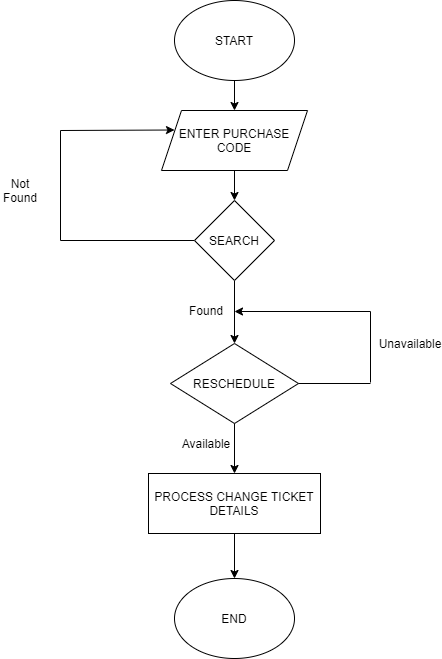 START
ENTER PURCHASE
CODE
Not
Found
SEARCH
Found
Unavailable
RESCHEDULE
Available
PROCESS CHANGE TICKET
DETAILS
END